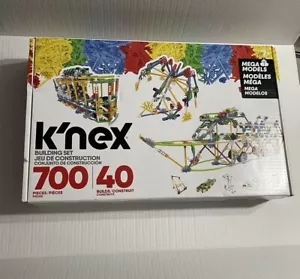 MEGA
MODELS
MODÈLES
MÉGA
MEGA
MODELOS
K'nex
BUILDING SET
JEU DE CONSTRUCTION
CONJUNTO DE CONSTRUCCIÓN
700
PIECES/PIÈCES
40
BUILDS/CONSTRUIT